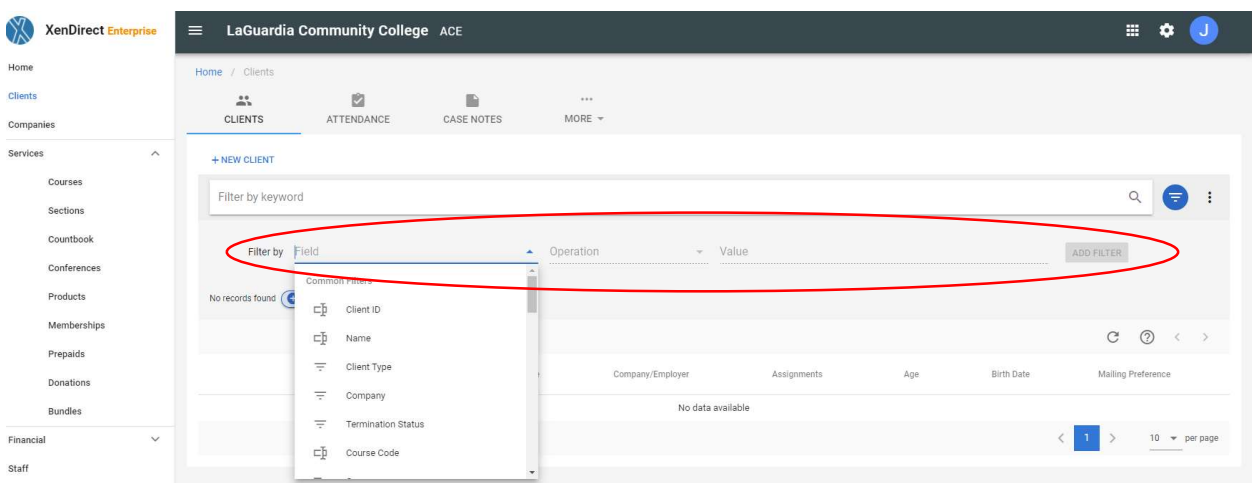 XenDirect Enterprise
LaGuardia Community College ACE
J
Home
Clients
Companies
Services
Courses
Sections
Countbook
Conferences
Products
Memberships
Prepaids
Donations
Bundles
Financial
Staff
Home / Clients
CLIENTS ATTENDANCE CASE NOTES MORE
+ NEW CLIENT
Filter by keyword
Filter by Field Operation Value ADD FILTER
Common Filters
Client ID
Name
Client Type
Company
Termination Status
Course Code
No records found
Company/Employer Assignments Age Birth Date Mailing Preference
No data available
1 10 per page